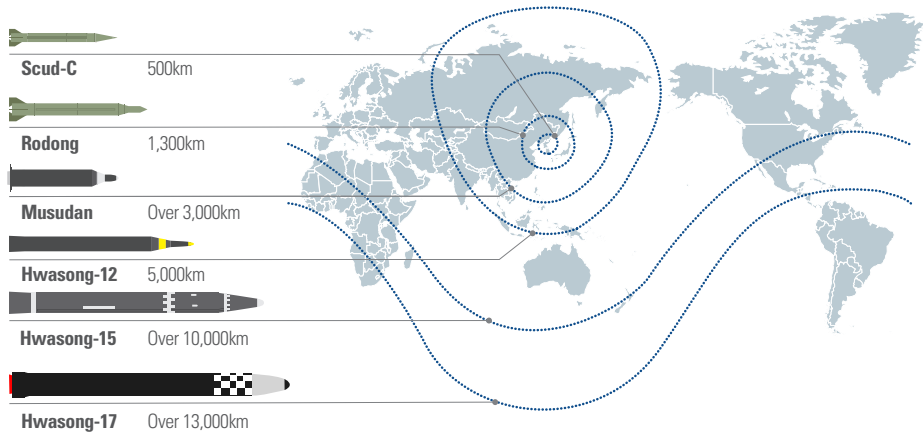 Scud-C 500km
Rodong 1,300km
Musudan Over 3,000km
Hwasong-12 5,000km
Hwasong-15 Over 10,000km
Hwasong-17 Over 13,000km